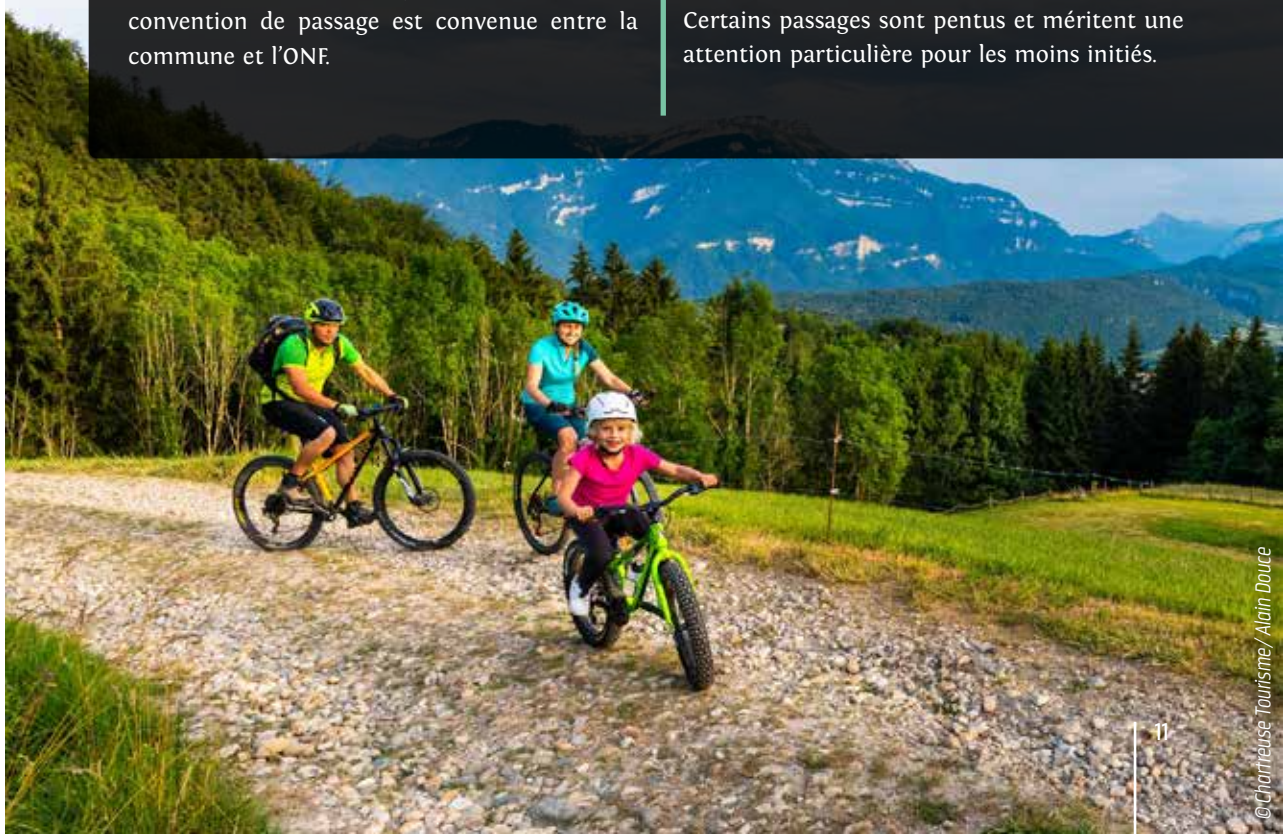 convention de passage est convenue entre la
commune et l'ONF.
Certains passages sont pentus et méritent une
attention particulière pour les moins initiés.
11
© Chartreuse Tourisme/ Alain Douce